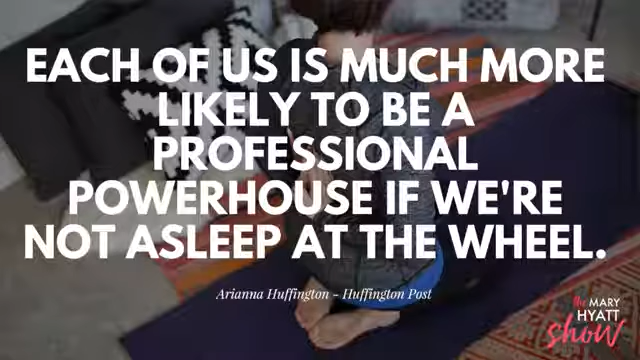 EACH OF US IS MUCH MORE
LIKELY TO BE A
PROFESSIONAL
POWERHOUSE IF WE'RE
NOT ASLEEP AT THE WHEEL.
Arianna Huffington - Huffington Post
the MARY
HYATT
show